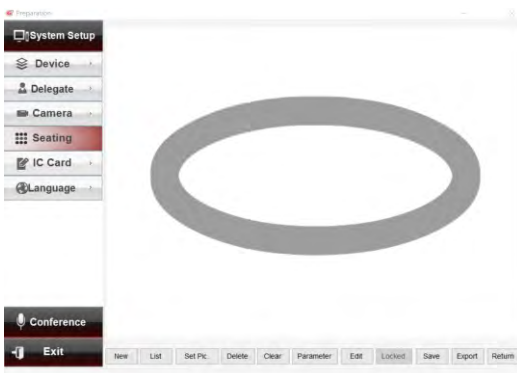 Preparation
System Setup
Device
Delegate
Camera
Seating
IC Card
Language
Conference
Exit
New List Set Pic. Delete Clear Parameter Edit Locked Save Export Return